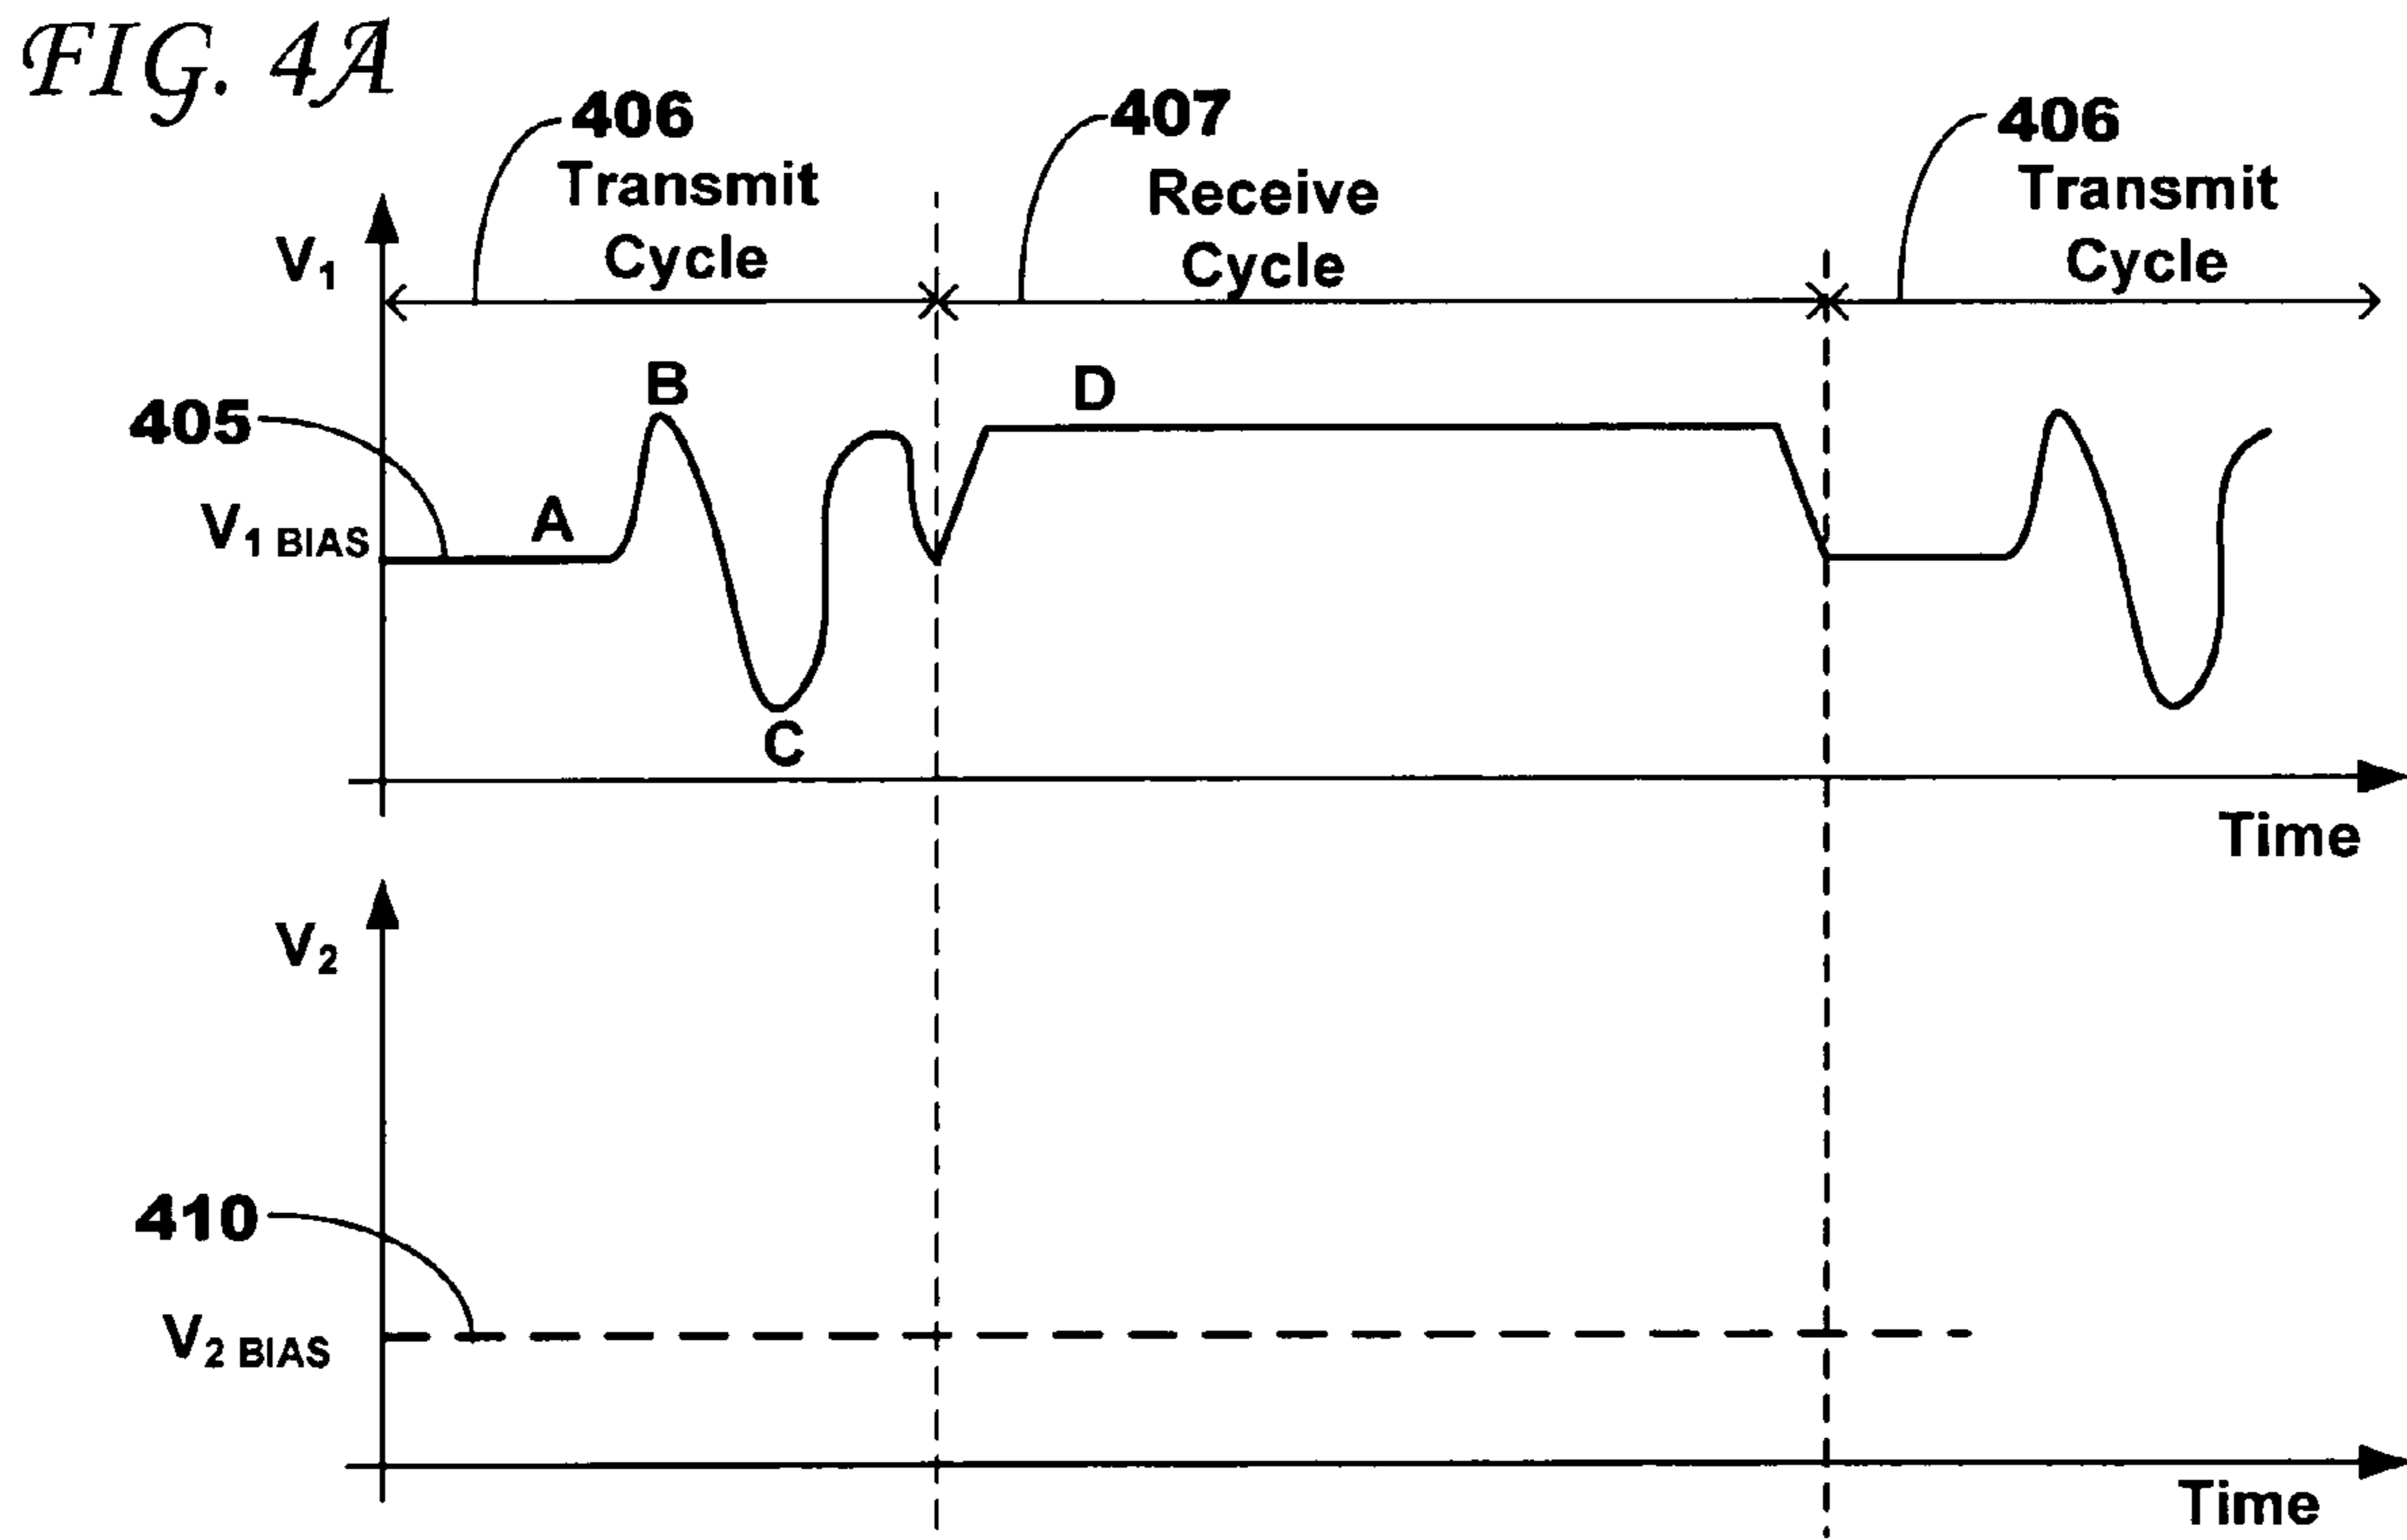 FIG. 4A
406
Transmit
Cycle
407
Receive
Cycle
406
Transmit
Cycle
V1
405
B
D
A
V1 BIAS
C
Time
V2
410
V2 BIAS
Time